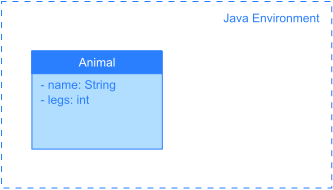 Java Environment
Animal
- name: String
- legs: int